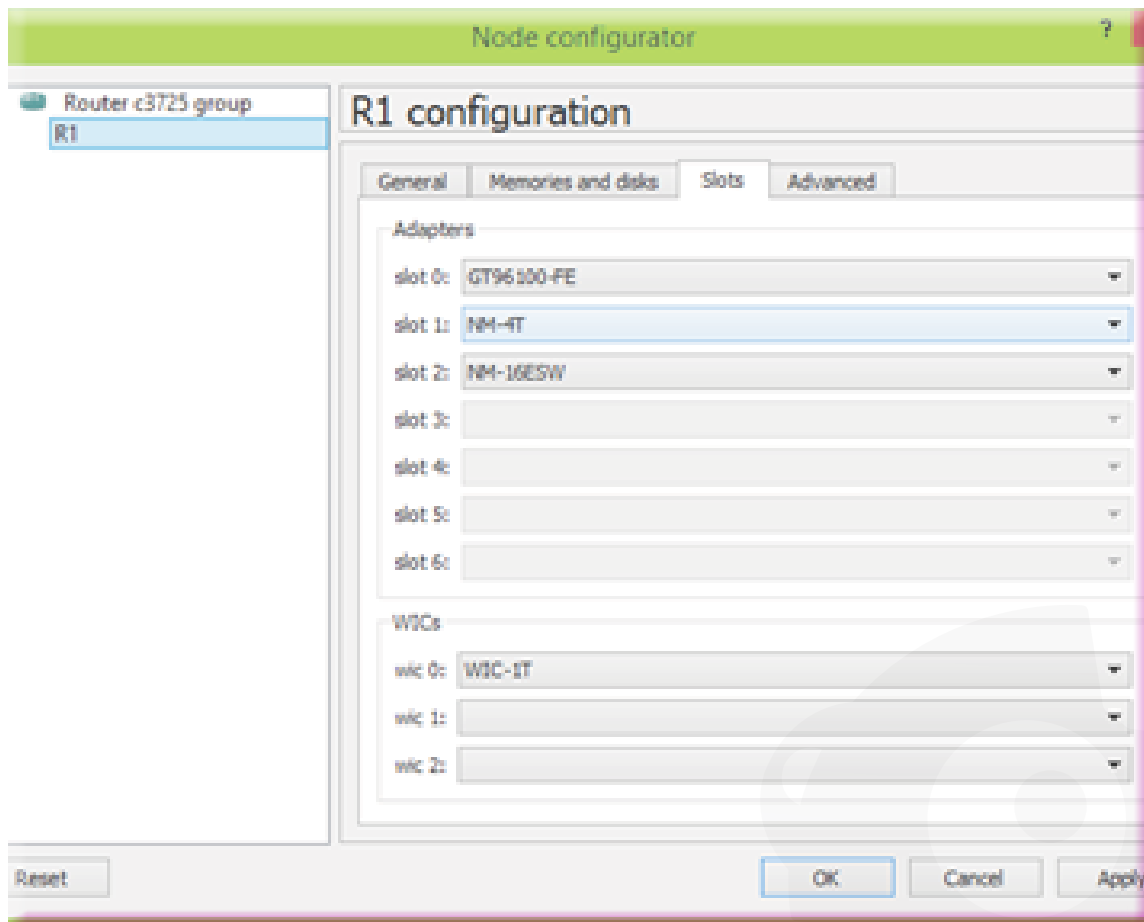 Node configurator ?
Router c3725 group
R1
R1 configuration
General Memories and disks Slots Advanced
Adapters
slot 0: GT96100-FE
slot 1: NM-4T
slot 2: NM-16ESW
slot 3:
slot 4:
slot 5:
slot 6:
WICs
wic 0: WIC-1T
wic 1:
wic 2:
Reset OK Cancel Apply